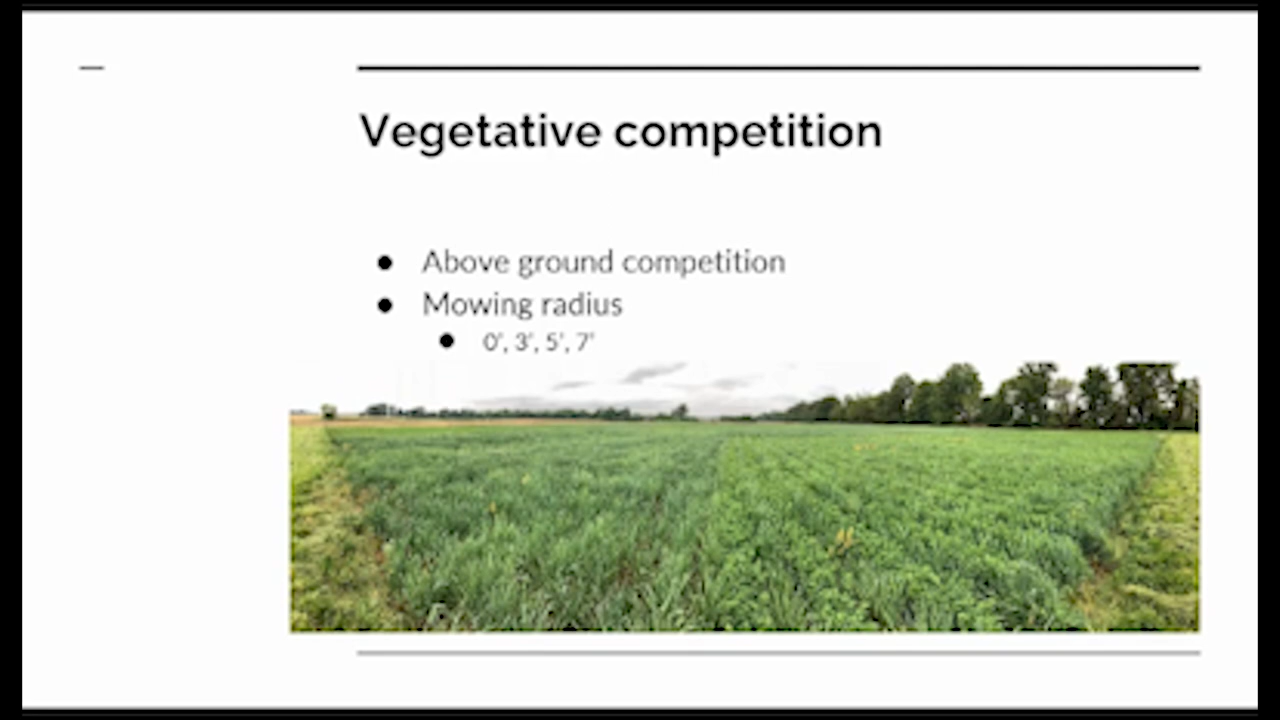 Vegetative competition
● Above ground competition
● Mowing radius
● 0', 3', 5', 7'